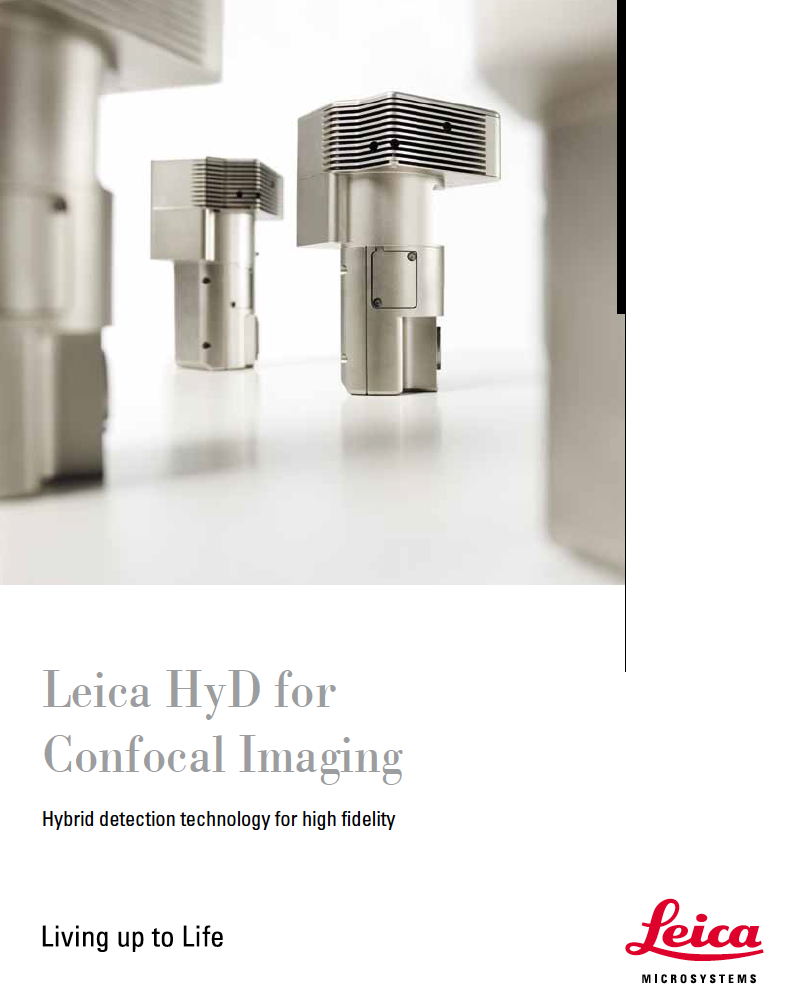 Leica HyD for
Confocal Imaging
Hybrid detection technology for high fidelity
Living up to Life
Leica
MICROSYSTEMS